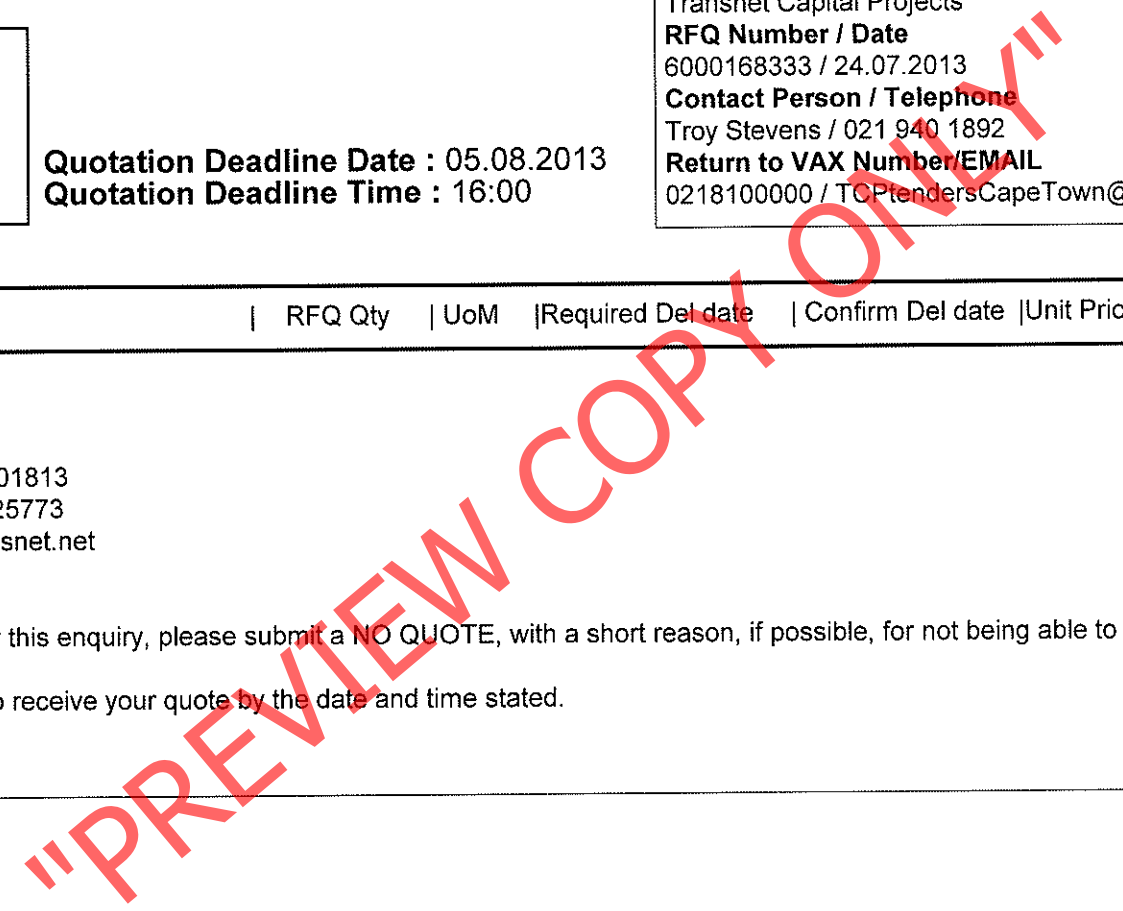 Transnet Capital Projects
RFQ Number / Date
6000168333 / 24.07.2013
Contact Person / Telephone
Troy Stevens / 021 940 1892
Return to VAX Number/EMAIL
0218100000 / TCPtendersCapeTown@
Quotation Deadline Date : 05.08.2013
Quotation Deadline Time : 16:00
| RFQ Qty | UoM |Required Del date | Confirm Del date |Unit Pric
01813
25773
snet.net
this enquiry, please submit a NO QUOTE, with a short reason, if possible, for not being able to
o receive your quote by the date and time stated.
"PREVIEW COPY ONLY"